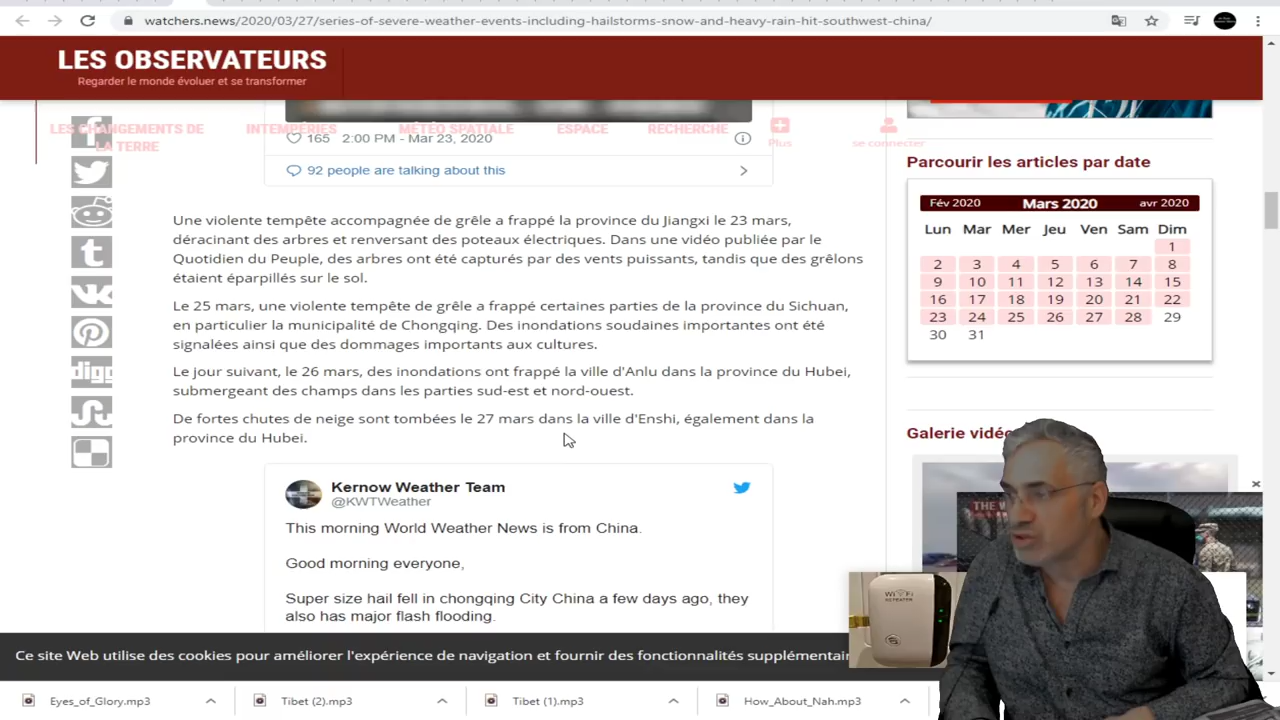 watchers.news/2020/03/27/series-of-severe-weather-events-including-hailstorms-snow-and-heavy-rain-hit-southwest-china/
LES OBSERVATEURS
Regarder le monde évoluer et se transformer
LES CHANGEMENTS DE LA TERRE
INTEMPÉRIES
MÉTÉO SPATIALE
ESPACE
RECHERCHE
Plus
se connecter
165 2:00 PM - Mar 23, 2020
92 people are talking about this
Une violente tempête accompagnée de grêle a frappé la province du Jiangxi le 23 mars,
déracinant des arbres et renversant des poteaux électriques. Dans une vidéo publiée par le
Quotidien du Peuple, des arbres ont été capturés par des vents puissants, tandis que des grêlons
étaient éparpillés sur le sol.
Le 25 mars, une violente tempête de grêle a frappé certaines parties de la province du Sichuan,
en particulier la municipalité de Chongqing. Des inondations soudaines importantes ont été
signalées ainsi que des dommages importants aux cultures.
Le jour suivant, le 26 mars, des inondations ont frappé la ville d'Anlu dans la province du Hubei,
submergeant des champs dans les parties sud-est et nord-ouest.
De fortes chutes de neige sont tombées le 27 mars dans la ville d'Enshi, également dans la
province du Hubei.
Kernow Weather Team
@KWTWeather
This morning World Weather News is from China.
Good morning everyone,
Super size hail fell in chongqing City China a few days ago, they
also has major flash flooding.
Parcourir les articles par date
Fév 2020 Mars 2020 avr 2020
Lun Mar Mer Jeu Ven Sam Dim
1
2 3 4 5 6 7 8
9 10 11 12 13 14 15
16 17 18 19 20 21 22
23 24 25 26 27 28 29
30 31
Galerie vidéo
THE W
WiFi
REPEATER
digg
Ce site Web utilise des cookies pour améliorer l'expérience de navigation et fournir des fonctionnalités supplémentair
Eyes_of_Glory.mp3
Tibet (2).mp3
Tibet (1).mp3
How_About_Nah.mp3